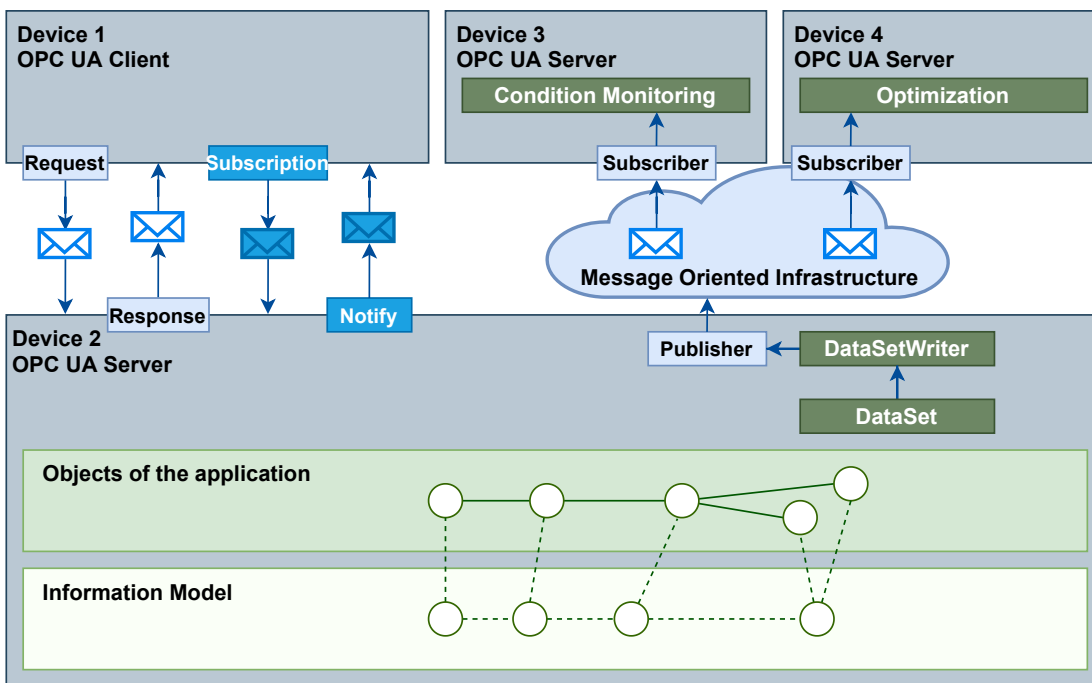 Device 1
OPC UA Client
Device 3
OPC UA Server
Condition Monitoring
Device 4
OPC UA Server
Optimization
Request
Subscription
Subscriber
Subscriber
Message Oriented Infrastructure
Response
Notify
Device 2
OPC UA Server
Publisher
DataSetWriter
DataSet
Objects of the application
Information Model